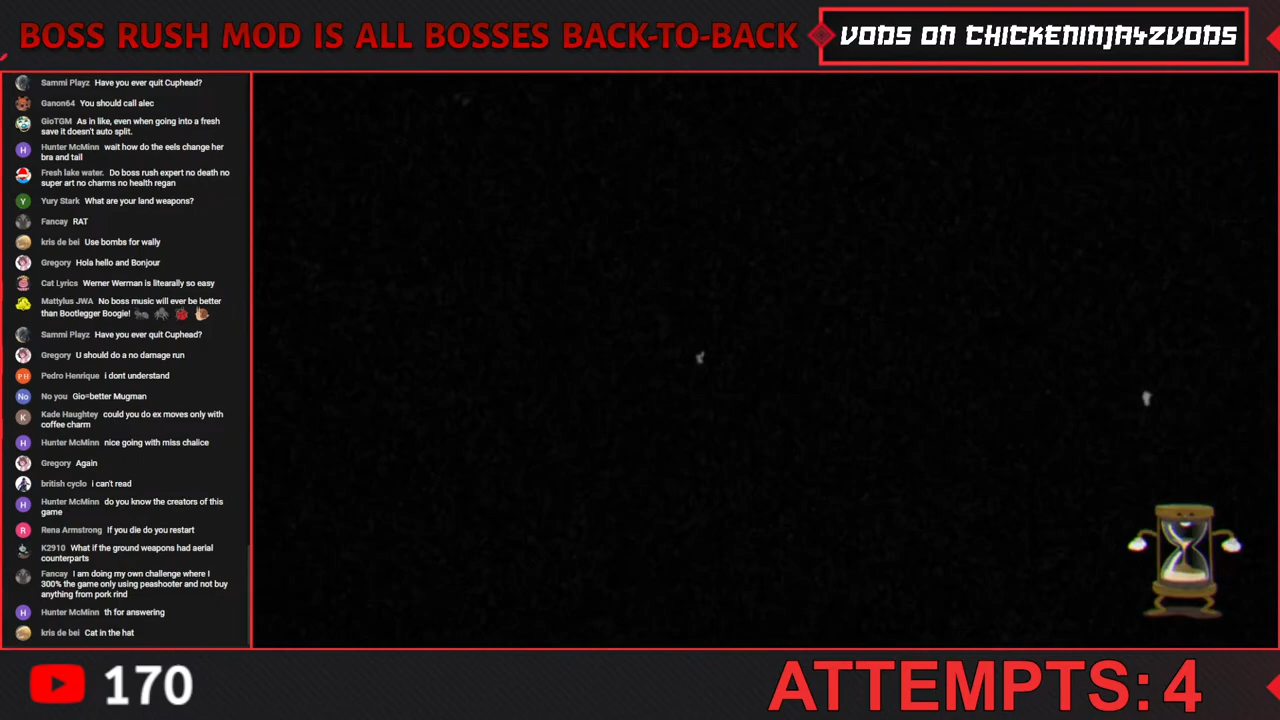 BOSS RUSH MOD IS ALL BOSSES BACK-TO-BACK
VODS ON CHICKENINJA42VODS
Sammi Playz Have you ever quit Cuphead?
Ganon64 You should call alec
GioTGM As in like, even when going into a fresh
save it doesn't auto split.
H Hunter McMinn wait how do the eels change her
bra and tail
Fresh lake water. Do boss rush expert no death no
super art no charms no health regan
Y Yury Stark What are your land weapons?
Fancay RAT
kris de bei Use bombs for wally
Gregory Hola hello and Bonjour
Cat Lyrics Werner Werman is literally so easy
Mattylus JWA No boss music will ever be better
than Bootlegger Boogie! 🐜 🕷 🐞 🐌
Sammi Playz Have you ever quit Cuphead?
Gregory U should do a no damage run
PH Pedro Henrique i dont understand
No No you Gio=better Mugman
K Kade Haughtey could you do ex moves only with
coffee charm
H Hunter McMinn nice going with miss chalice
Gregory Again
british cyclo i can't read
H Hunter McMinn do you know the creators of this
game
R Rena Armstrong If you die do you restart
K2910 What if the ground weapons had aerial
counterparts
Fancay I am doing my own challenge where I
300% the game only using peashooter and not buy
anything from pork rind
H Hunter McMinn th for answering
kris de bei Cat in the hat
170
ATTEMPTS: 4